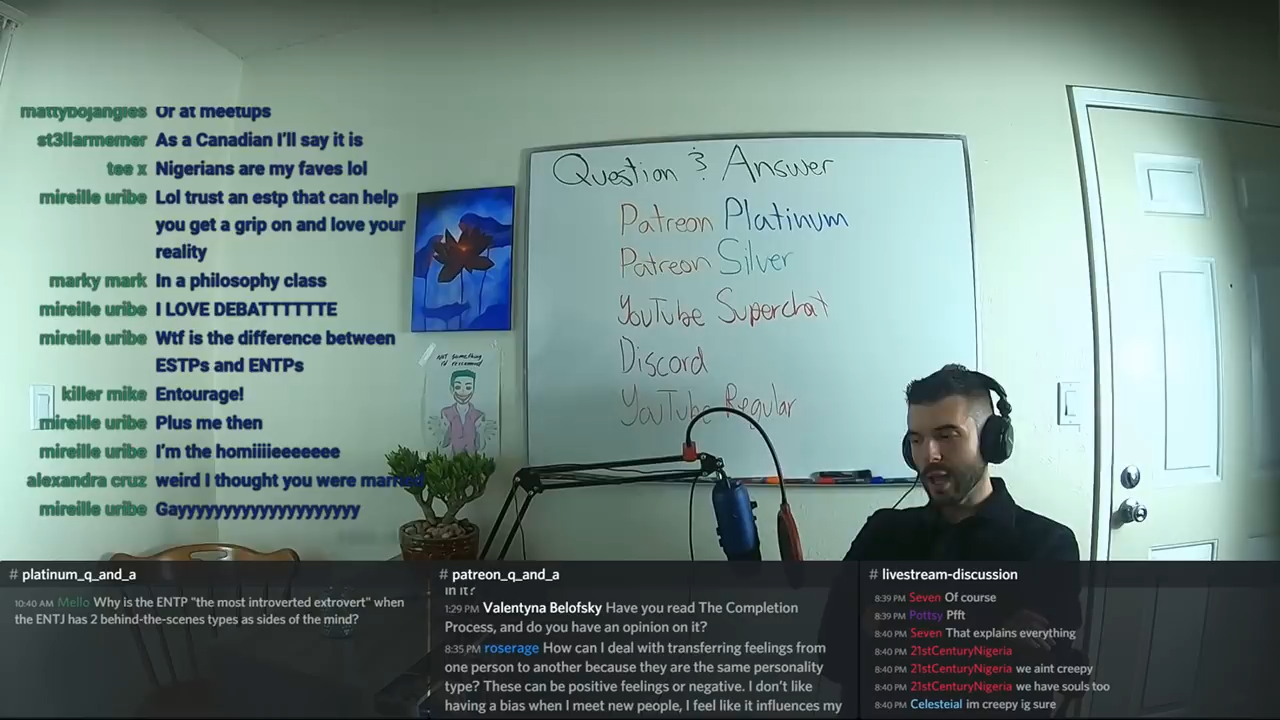 mattybojangles Or at meetups
st3llarmemer As a Canadian I'll say it is
tee x Nigerians are my faves lol
mireille uribe Lol trust an estp that can help
you get a grip on and love your
reality
marky mark In a philosophy class
mireille uribe I LOVE DEBATTTTTTE
mireille uribe Wtf is the difference between
ESTPs and ENTPs
killer mike Entourage!
mireille uribe Plus me then
mireille uribe I'm the homiiiieeeeeee
alexandra cruz weird I thought you were married
mireille uribe Gayyyyyyyyyyyyyyyyyyyy
NOT something
Question & Answer
Patreon Platinum
Patreon Silver
YouTube Superchat
Discord
YouTube Regular
# platinum_q_and_a
10:40 AM Mello Why is the ENTP "the most introverted extrovert" when
the ENTJ has 2 behind-the-scenes types as sides of the mind?
# patreon_q_and_a
in it?
1:29 PM Valentyna Belofsky Have you read The Completion
Process, and do you have an opinion on it?
8:35 PM roserage How can I deal with transferring feelings from
one person to another because they are the same personality
type? These can be positive feelings or negative. I don't like
having a bias when I meet new people, I feel like it influences my
# livestream-discussion
8:39 PM Seven Of course
8:39 PM Pottsy Pfft
8:40 PM Seven That explains everything
8:40 PM 21stCenturyNigeria
8:40 PM 21stCenturyNigeria we aint creepy
8:40 PM 21stCenturyNigeria we have souls too
8:40 PM Celesteial im creepy ig sure